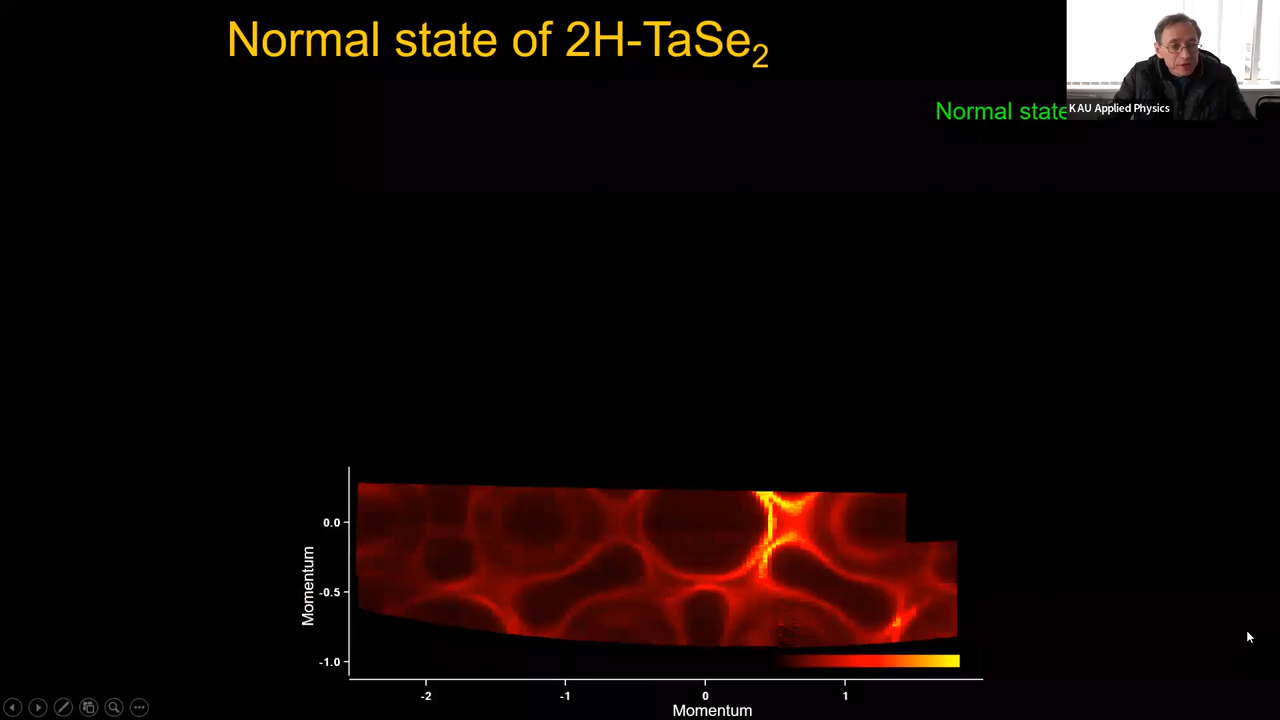 Normal state of 2H-TaSe2
Normal state
KAU Applied Physics
0.0
-0.5
-1.0
Momentum
-2
-1
0
1
Momentum